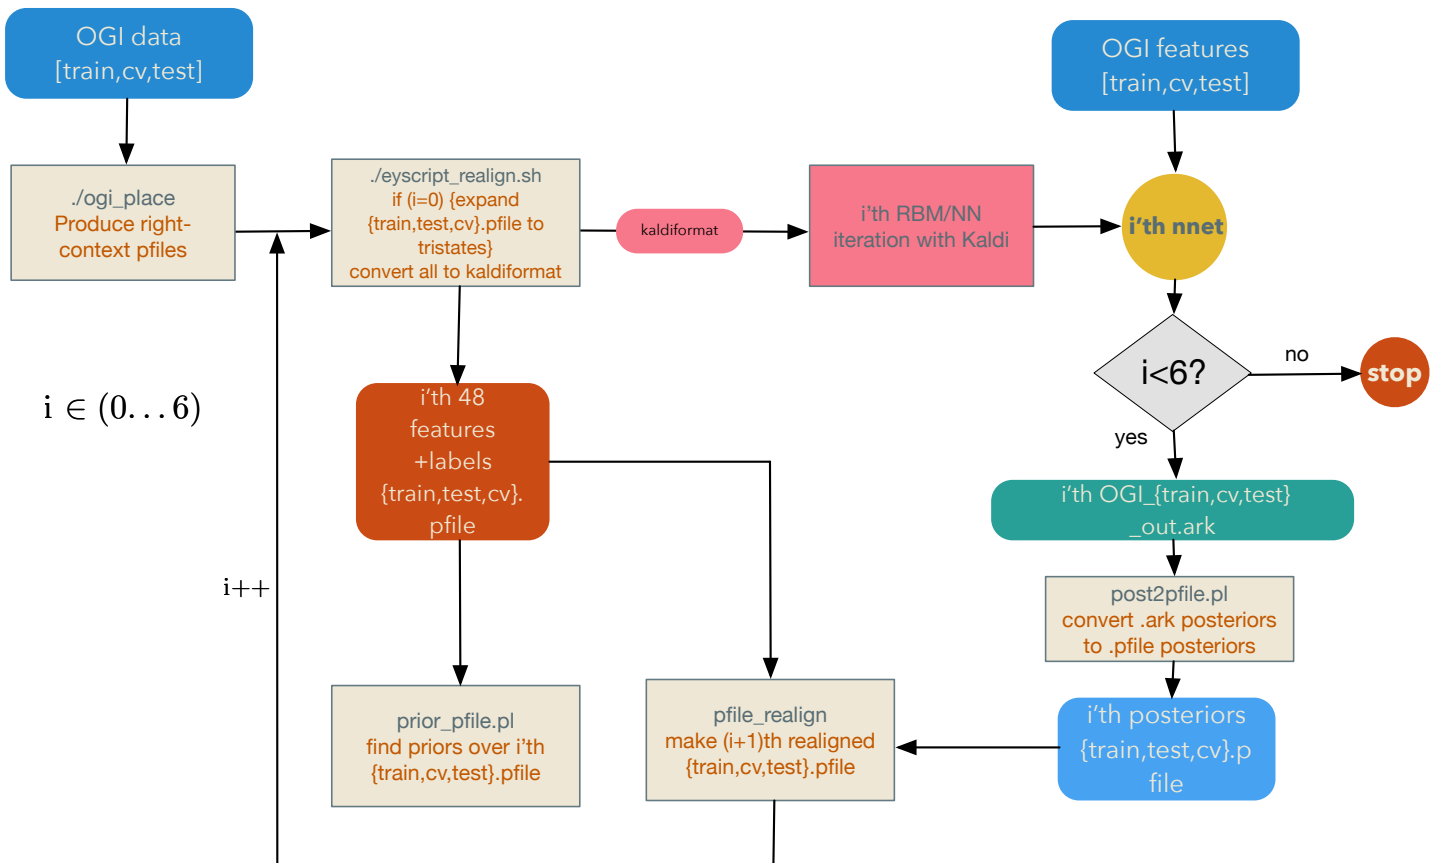 OGI data
[train,cv,test]
OGI features
[train,cv,test]
./ogi_place
Produce right-
context pfiles
./eyscript_realign.sh
if (i=0) {expand
{train,test,cv}.pfile to
tristates}
convert all to kaldiformat
kaldiformat
i'th RBM/NN
iteration with Kaldi
i'th nnet
i<6?
no
stop
yes
i ∈ (0…6)
i'th 48
features
+labels
{train,test,cv}.
pfile
i'th OGI_{train,cv,test}
_out.ark
post2pfile.pl
convert .ark posteriors
to .pfile posteriors
i++
prior_pfile.pl
find priors over i'th
{train,cv,test}.pfile
pfile_realign
make (i+1)th realigned
{train,cv,test}.pfile
i'th posteriors
{train,test,cv}.p
file